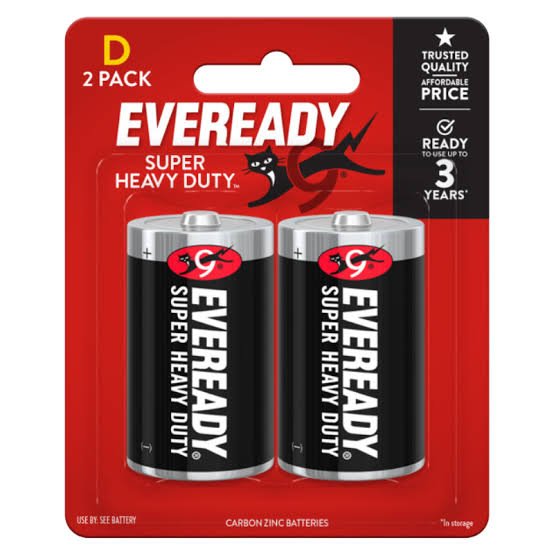 D
2 PACK
EVEREADY
SUPER
HEAVY DUTY™
9®
★
TRUSTED
QUALITY
AFFORDABLE
PRICE
READY
TO USE UP TO
3
YEARS*
+
9®
EVEREADY®
SUPER HEAVY DUTY
(-)
+
9®
EVEREADY®
SUPER HEAVY DUTY
(-)
USE BY: SEE BATTERY
CARBON ZINC BATTERIES
*In storage